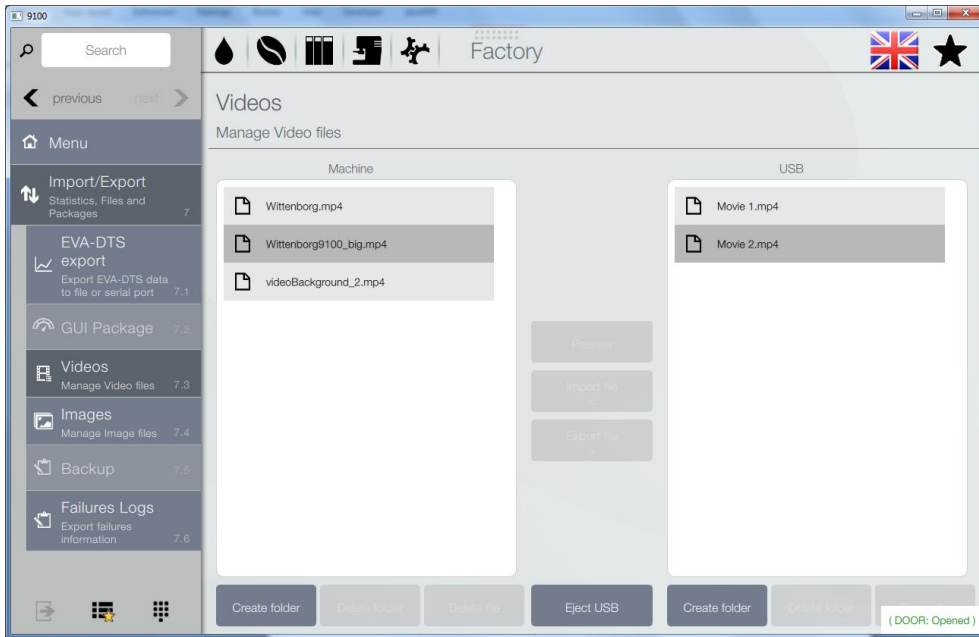 9100
Search
Factory
previous
next
Menu
Import/Export
Statistics, Files and
Packages
7
EVA-DTS
export
Export EVA-DTS data
to file or serial port
7.1
GUI Package
7.2
Videos
Manage Video files
7.3
Images
Manage Image files
7.4
Backup
7.5
Failures Logs
Export failures
information
7.6
Videos
Manage Video files
Machine
Wittenborg.mp4
Wittenborg9100_big.mp4
videoBackground_2.mp4
Preview
Import file
<
Export file
>
USB
Movie 1.mp4
Movie 2.mp4
Create folder
Delete folder
Delete file
Eject USB
Create folder
Delete folder
( DOOR: Opened )